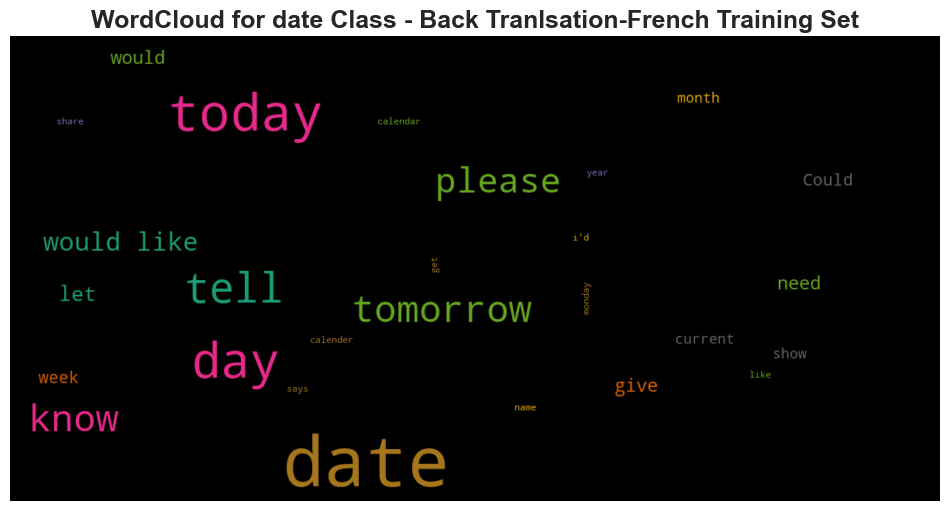 WordCloud for date Class - Back Tranlsation-French Training Set
would
today
month
share
calendar
please
year
Could
would like
i'd
get
let
tell
need
monday
tomorrow
calender
current
show
day
week
says
like
give
know
name
date